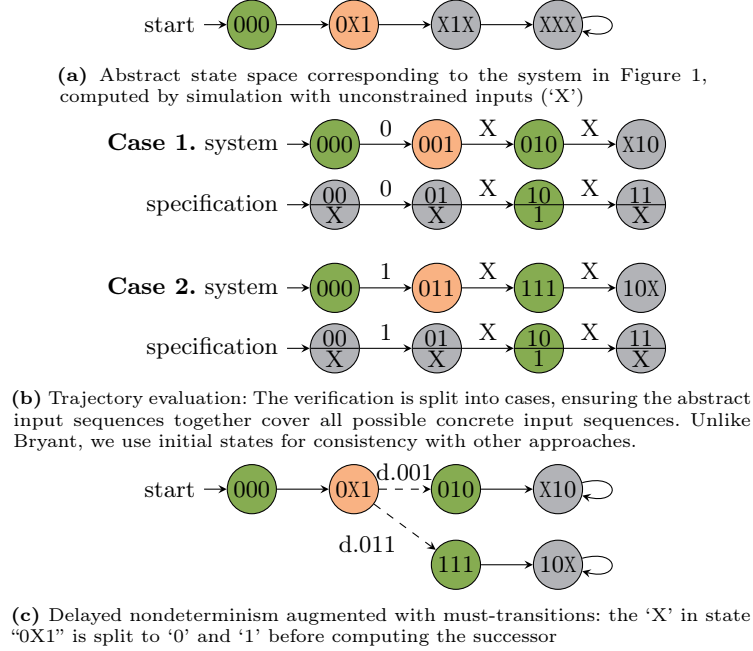 start 000 0X1 X1X XXX
(a) Abstract state space corresponding to the system in Figure 1,
computed by simulation with unconstrained inputs (‘X’)
0 X X
Case 1. system 000 001 010 X10
0 X X
specification 00 X 01 X 10 1 11 X
1 X X
Case 2. system 000 011 111 10X
1 X X
specification 00 X 01 X 10 1 11 X
(b) Trajectory evaluation: The verification is split into cases, ensuring the abstract
input sequences together cover all possible concrete input sequences. Unlike
Bryant, we use initial states for consistency with other approaches.
d.001
start 000 0X1 010 X10
d.011
111 10X
(c) Delayed nondeterminism augmented with must-transitions: the ‘X’ in state
“0X1” is split to ‘0’ and ‘1’ before computing the successor